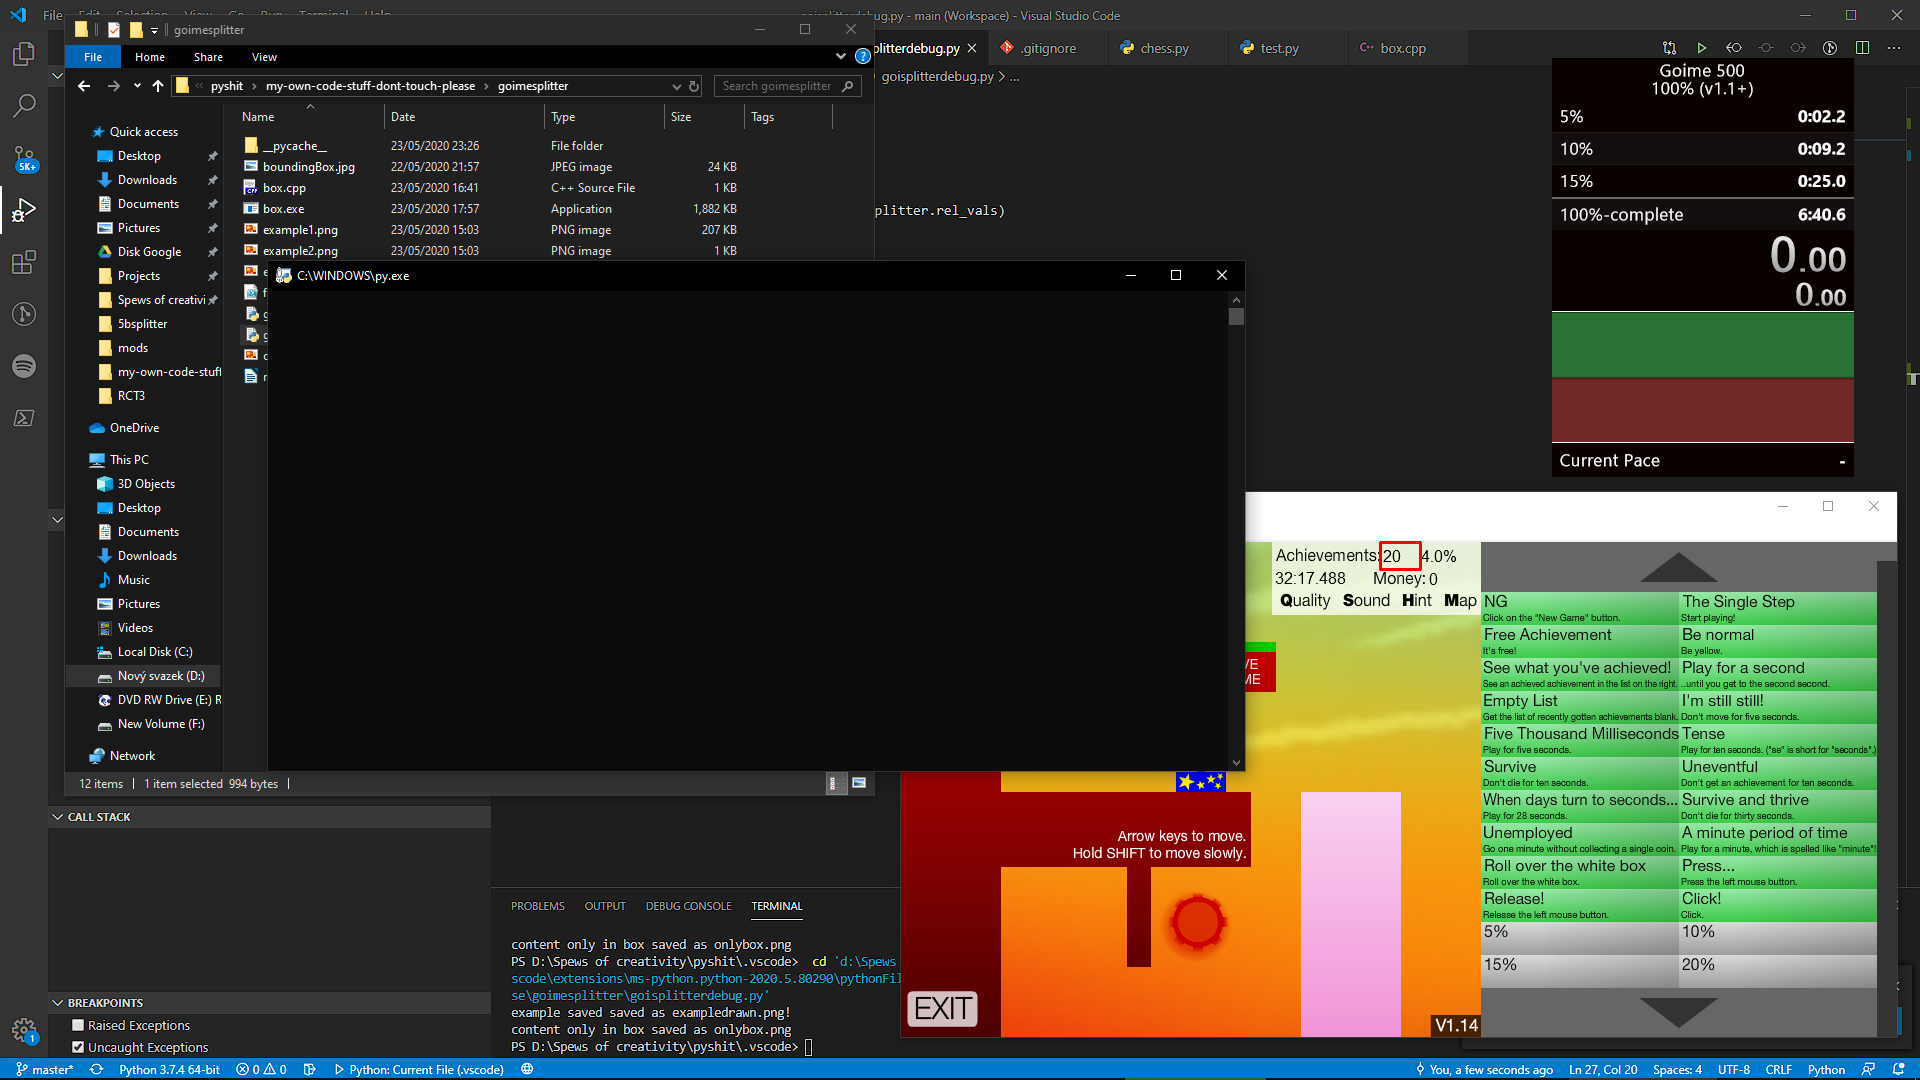 File Edit Selection View Go Run Terminal Help
goisplitterdebug.py - main (Workspace) - Visual Studio Code
goimesplitter
File Home Share View
pyshit > my-own-code-stuff-dont-touch-please > goimesplitter
Search goimesplitter
Name Date Type Size Tags
__pycache__ 23/05/2020 23:26 File folder
boundingBox.jpg 22/05/2020 21:57 JPEG image 24 KB
box.cpp 23/05/2020 16:41 C++ Source File 1 KB
box.exe 23/05/2020 17:57 Application 1,882 KB
example1.png 23/05/2020 15:03 PNG image 207 KB
example2.png 23/05/2020 15:03 PNG image 1 KB
Quick access
Desktop
Downloads
Documents
Pictures
Disk Google
Projects
Spews of creativi
5bsplitter
mods
my-own-code-stuff
RCT3
OneDrive
This PC
3D Objects
Desktop
Documents
Downloads
Music
Pictures
Videos
Local Disk (C:)
Nový svazek (D:)
DVD RW Drive (E:) R
New Volume (F:)
Network
12 items 1 item selected 994 bytes
5K+
C:\WINDOWS\py.exe
splitterdebug.py .gitignore chess.py test.py box.cpp
goisplitterdebug.py > ...
plitter.rel_vals)
Goime 500
100% (v1.1+)
5% 0:02.2
10% 0:09.2
15% 0:25.0
100%-complete 6:40.6
0.00
0.00
Current Pace -
Achievements: 20 4.0%
32:17.488 Money: 0
Quality Sound Hint Map
VE
ME
Arrow keys to move.
Hold SHIFT to move slowly.
EXIT
V1.14
NG
Click on the "New Game" button.
The Single Step
Start playing!
Free Achievement
It's free!
Be normal
Be yellow.
See what you've achieved!
See an achieved achievement in the list on the right.
Play for a second
...until you get to the second second.
Empty List
Get the list of recently gotten achievements blank.
I'm still still!
Don't move for five seconds.
Five Thousand Milliseconds
Play for five seconds.
Tense
Play for ten seconds. ("se" is short for "seconds".)
Survive
Don't die for ten seconds.
Uneventful
Don't get an achievement for ten seconds.
When days turn to seconds...
Play for 28 seconds.
Survive and thrive
Don't die for thirty seconds.
Unemployed
Go one minute without collecting a single coin.
A minute period of time
Play for a minute, which is spelled like "minute"!
Roll over the white box
Roll over the white box.
Press...
Press the left mouse button.
Release!
Release the left mouse button.
Click!
Click.
5% 10%
15% 20%
CALL STACK
BREAKPOINTS
Raised Exceptions
Uncaught Exceptions
PROBLEMS OUTPUT DEBUG CONSOLE TERMINAL
content only in box saved as onlybox.png
PS D:\Spews of creativity\pyshit\.vscode> cd 'd:\Spews
scode\extensions\ms-python.python-2020.5.80290\pythonFil
se\goimesplitter\goisplitterdebug.py'
example saved saved as exampledrawn.png!
content only in box saved as onlybox.png
PS D:\Spews of creativity\pyshit\.vscode>
1
master* Python 3.7.4 64-bit 0 0 Python: Current File (.vscode)
You, a few seconds ago Ln 27, Col 20 Spaces: 4 UTF-8 CRLF Python